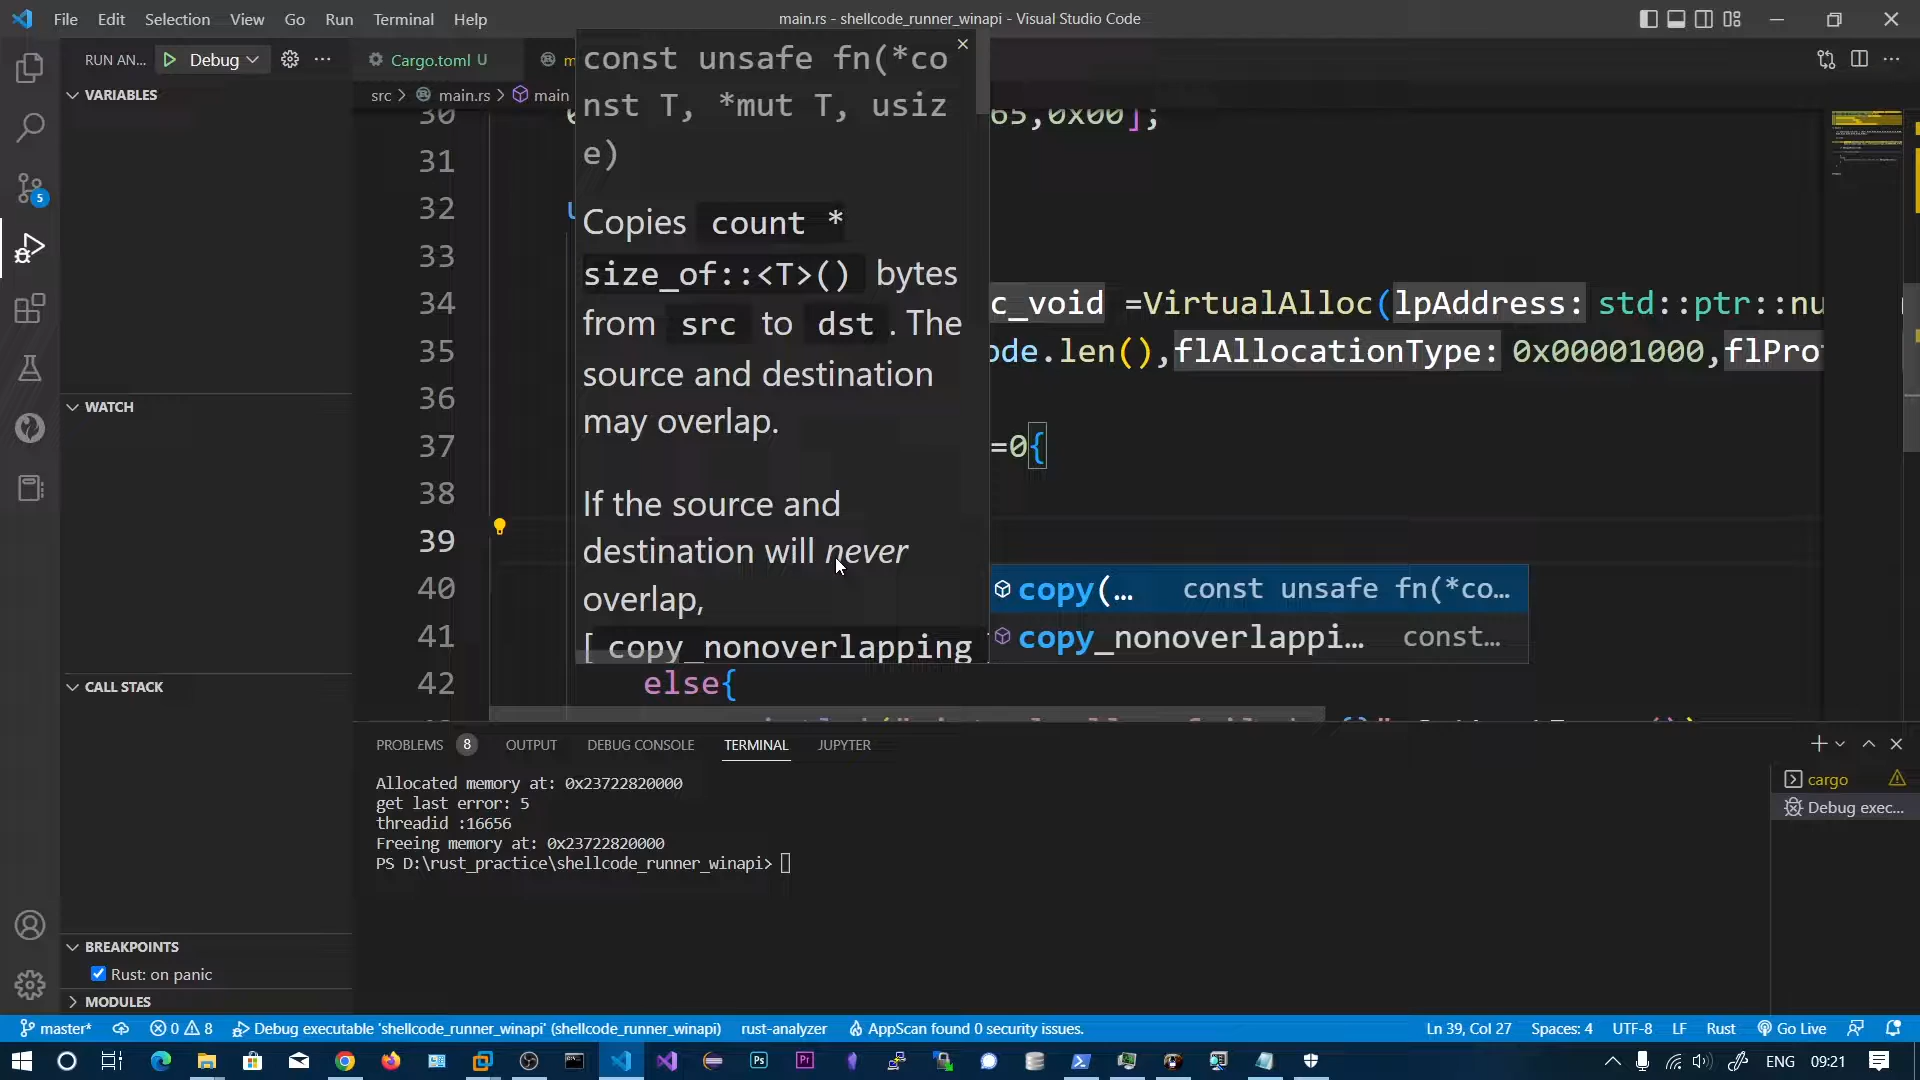 File Edit Selection View Go Run Terminal Help
main.rs - shellcode_runner_winapi - Visual Studio Code
RUN AN... Debug
Cargo.toml U
src > main.rs > main
VARIABLES
WATCH
CALL STACK
BREAKPOINTS
Rust: on panic
MODULES
5
const unsafe fn(*co
nst T, *mut T, usiz
e)
Copies count *
size_of::<T>() bytes
from src to dst . The
source and destination
may overlap.
If the source and
destination will never
overlap,
[ copy_nonoverlapping
30 65,0x00];
31
32
33
34 c_void =VirtualAlloc(lpAddress: std::ptr::nu
35 ode.len(),flAllocationType: 0x00001000,flPro
36
37 =0{
38
39
40
41
42 else{
copy(… const unsafe fn(*co…
copy_nonoverlappi… const…
PROBLEMS 8 OUTPUT DEBUG CONSOLE TERMINAL JUPYTER
Allocated memory at: 0x23722820000
get last error: 5
threadid :16656
Freeing memory at: 0x23722820000
PS D:\rust_practice\shellcode_runner_winapi>
cargo
Debug exec...
master* 0 8 Debug executable 'shellcode_runner_winapi' (shellcode_runner_winapi) rust-analyzer AppScan found 0 security issues. Ln 39, Col 27 Spaces: 4 UTF-8 LF Rust Go Live
Ps Pr ENG 09:21